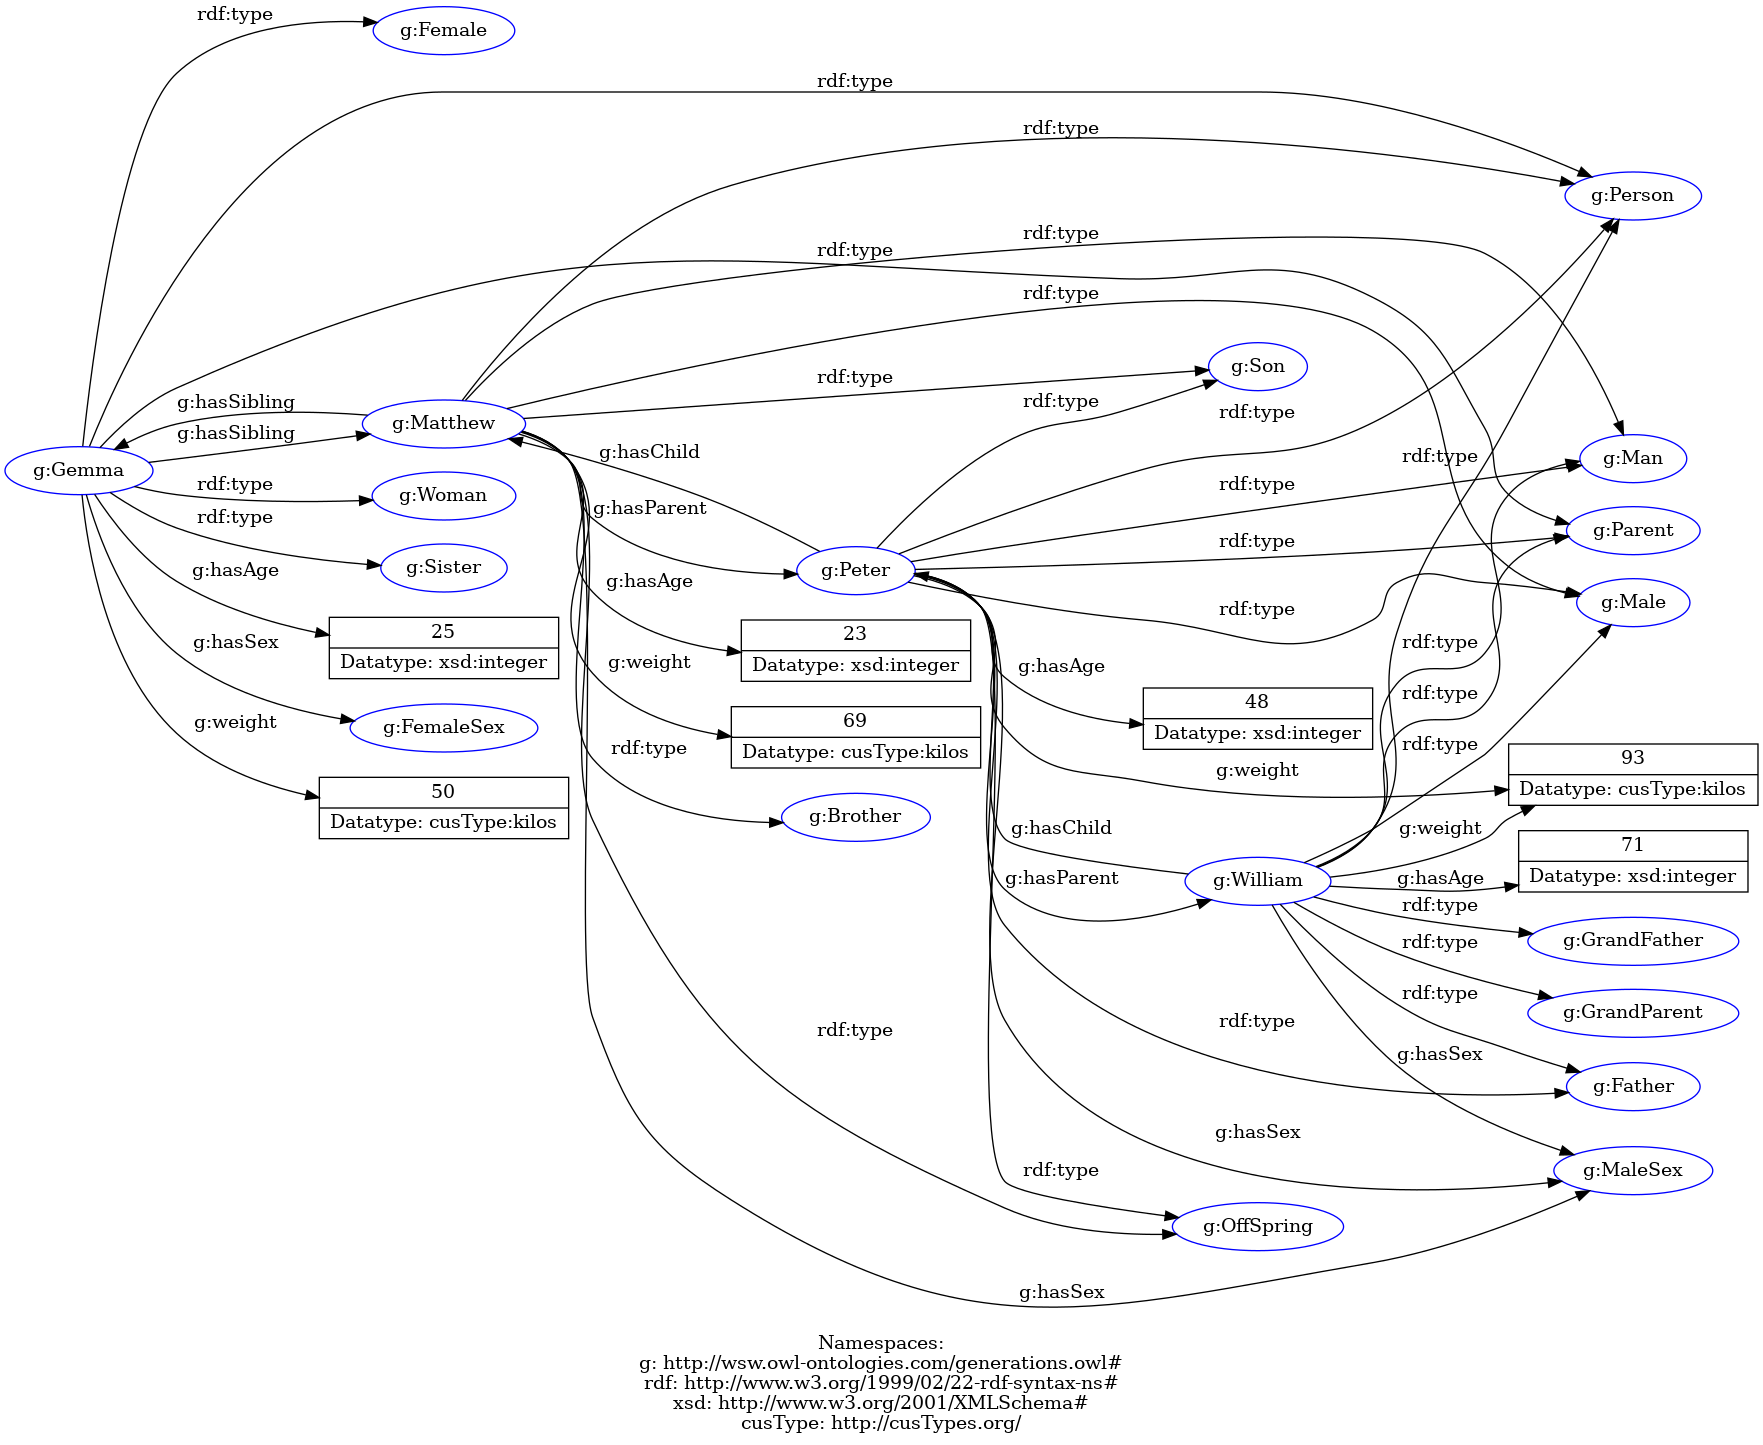 rdf:type
g:Female
rdf:type
rdf:type
g:Person
rdf:type
rdf:type
rdf:type
g:Son
rdf:type
rdf:type
g:hasSibling
rdf:type
g:Matthew
g:hasSibling
g:hasChild
rdf:type
g:Man
g:Gemma
rdf:type
g:Woman
rdf:type
g:hasParent
rdf:type
g:Parent
rdf:type
g:Sister
g:hasAge
g:Peter
g:hasAge
rdf:type
g:Male
25
Datatype: xsd:integer
23
Datatype: xsd:integer
g:hasSex
g:weight
g:hasAge
rdf:type
rdf:type
48
Datatype: xsd:integer
g:weight
g:FemaleSex
69
Datatype: cusType:kilos
rdf:type
rdf:type
g:weight
93
Datatype: cusType:kilos
50
Datatype: cusType:kilos
g:Brother
g:hasChild
g:weight
71
Datatype: xsd:integer
g:hasParent
g:William
g:hasAge
rdf:type
g:GrandFather
rdf:type
rdf:type
g:GrandParent
rdf:type
rdf:type
g:hasSex
g:Father
g:hasSex
rdf:type
g:MaleSex
g:OffSpring
g:hasSex
Namespaces:
g: http://wsw.owl-ontologies.com/generations.owl#
rdf: http://www.w3.org/1999/02/22-rdf-syntax-ns#
xsd: http://www.w3.org/2001/XMLSchema#
cusType: http://cusTypes.org/